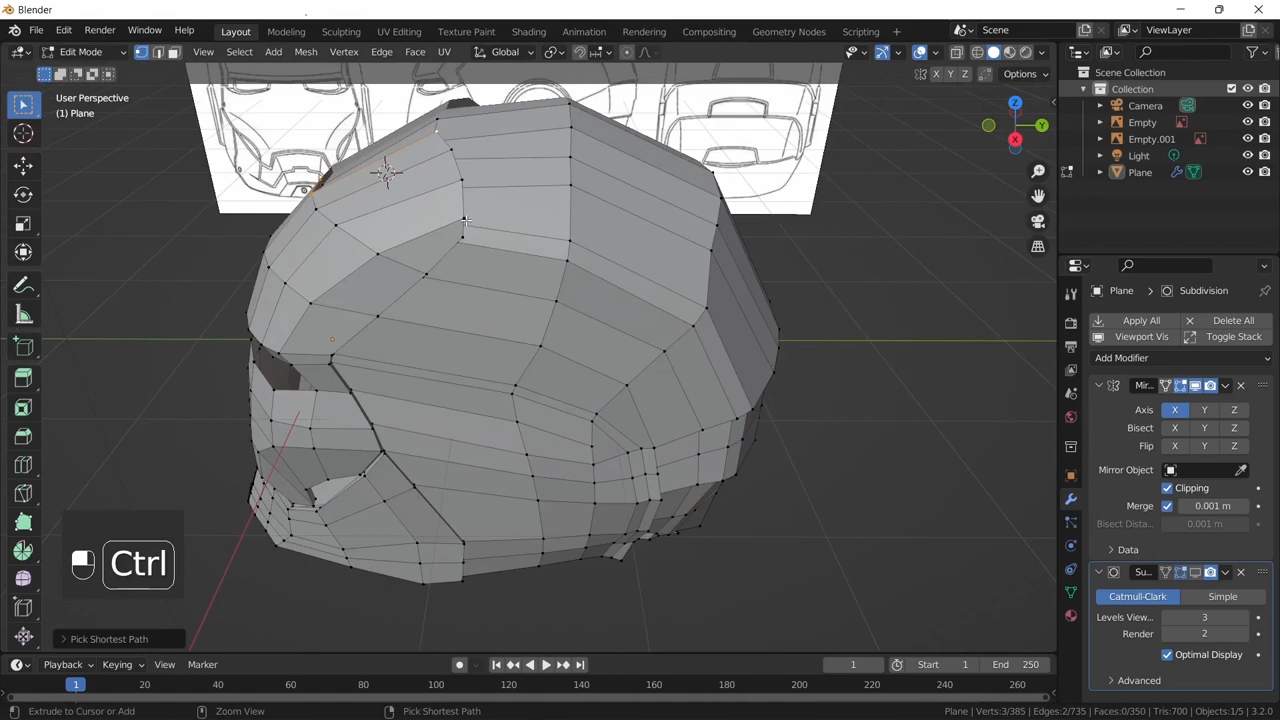 Blender
File Edit Render Window Help
Layout Modeling Sculpting UV Editing Texture Paint Shading Animation Rendering Compositing Geometry Nodes Scripting +
Scene
ViewLayer
Edit Mode
View Select Add Mesh Vertex Edge Face UV
Global
X Y Z
Options
User Perspective
(1) Plane
Z
Y
X
Scene Collection
Collection
Camera
Empty
Empty.001
Light
Plane
Plane > Subdivision
Apply All
Delete All
Viewport Vis
Toggle Stack
Add Modifier
Mir...
Axis X Y Z
Bisect X Y Z
Flip X Y Z
Mirror Object
Clipping
Merge 0.001 m
Bisect Dista... 0.001 m
Data
Su...
Catmull-Clark Simple
Levels View... 3
Render 2
Optimal Display
Advanced
Ctrl
Pick Shortest Path
Playback Keying View Marker
1
Start 1
End 250
1 20 40 60 80 100 120 140 160 180 200 220 240 260
Extrude to Cursor or Add
Zoom View
Pick Shortest Path
Plane | Verts:3/385 | Edges:2/735 | Faces:0/350 | Tris:700 | Objects:1/5 | 3.2.0